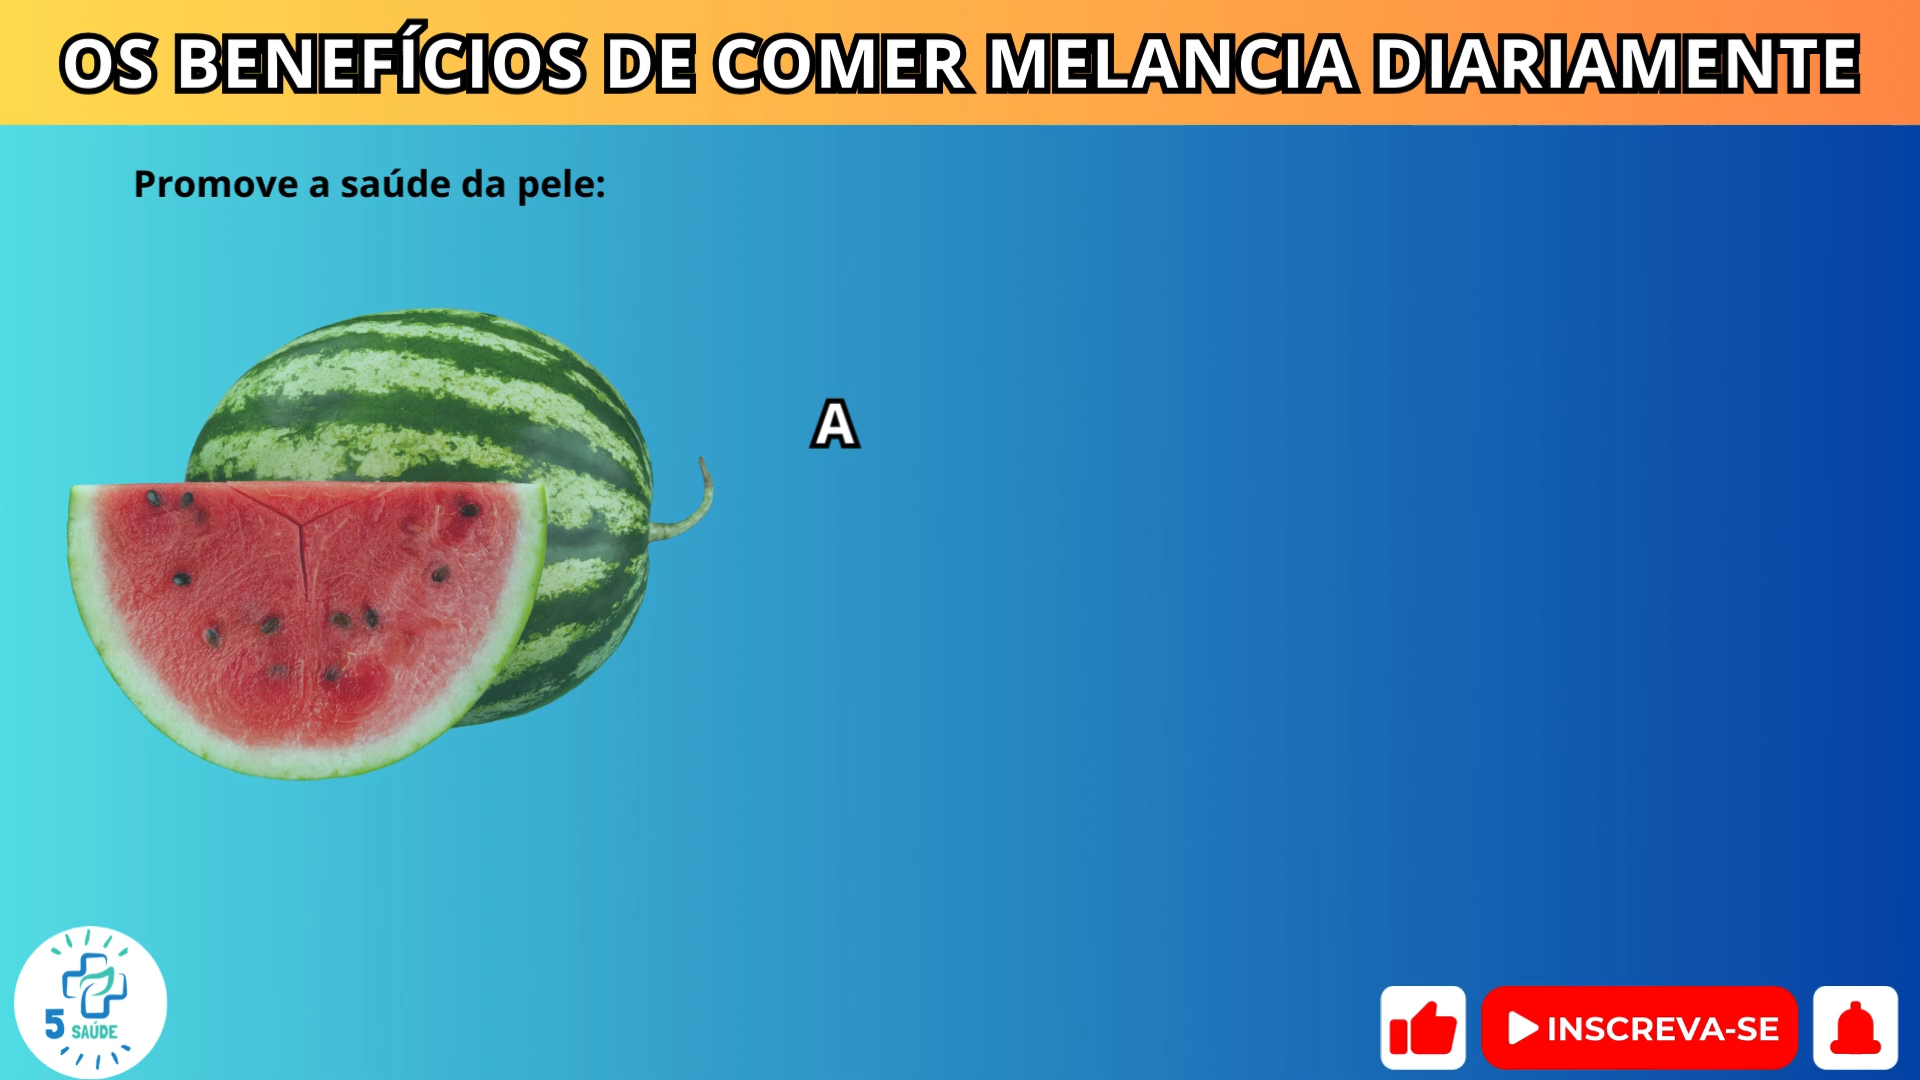 OS BENEFÍCIOS DE COMER MELANCIA DIARIAMENTE
Promove a saúde da pele:
A
5 SAÚDE
INSCREVA-SE